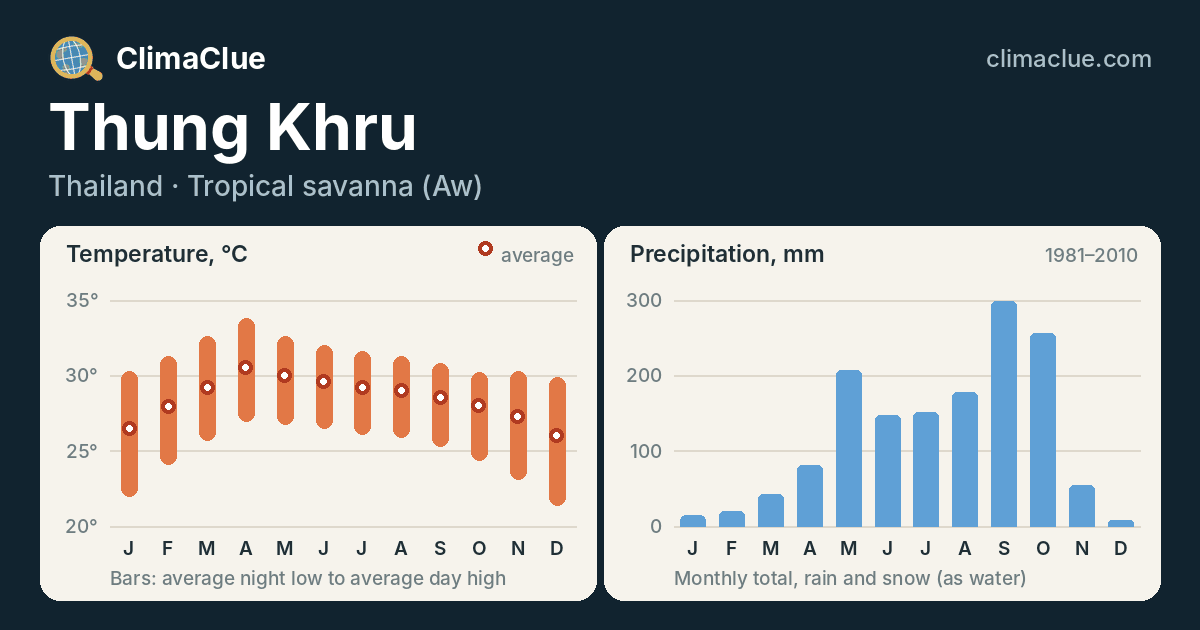 ClimaClue
climaclue.com
Thung Khru
Thailand · Tropical savanna (Aw)
Temperature, °C
average
35°
30°
25°
20°
J F M A M J J A S O N D
Bars: average night low to average day high
Precipitation, mm
1981–2010
300
200
100
0
J F M A M J J A S O N D
Monthly total, rain and snow (as water)